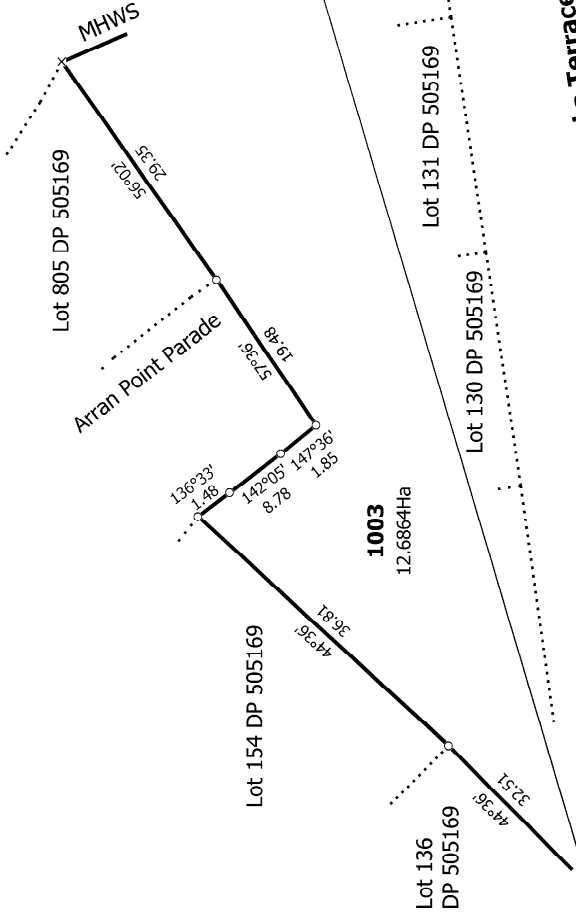 MHWS
29.35
56°02'
Lot 805 DP 505169
Lot 131 DP 505169
Arran Point Parade
19.48
57°36'
Lot 130 DP 505169
136°33'
1.48
142°05'
8.78
147°36'
1.85
1003
12.6864Ha
36.81
44°36'
Lot 154 DP 505169
32.51
44°36'
Lot 136
DP 505169
Terrace